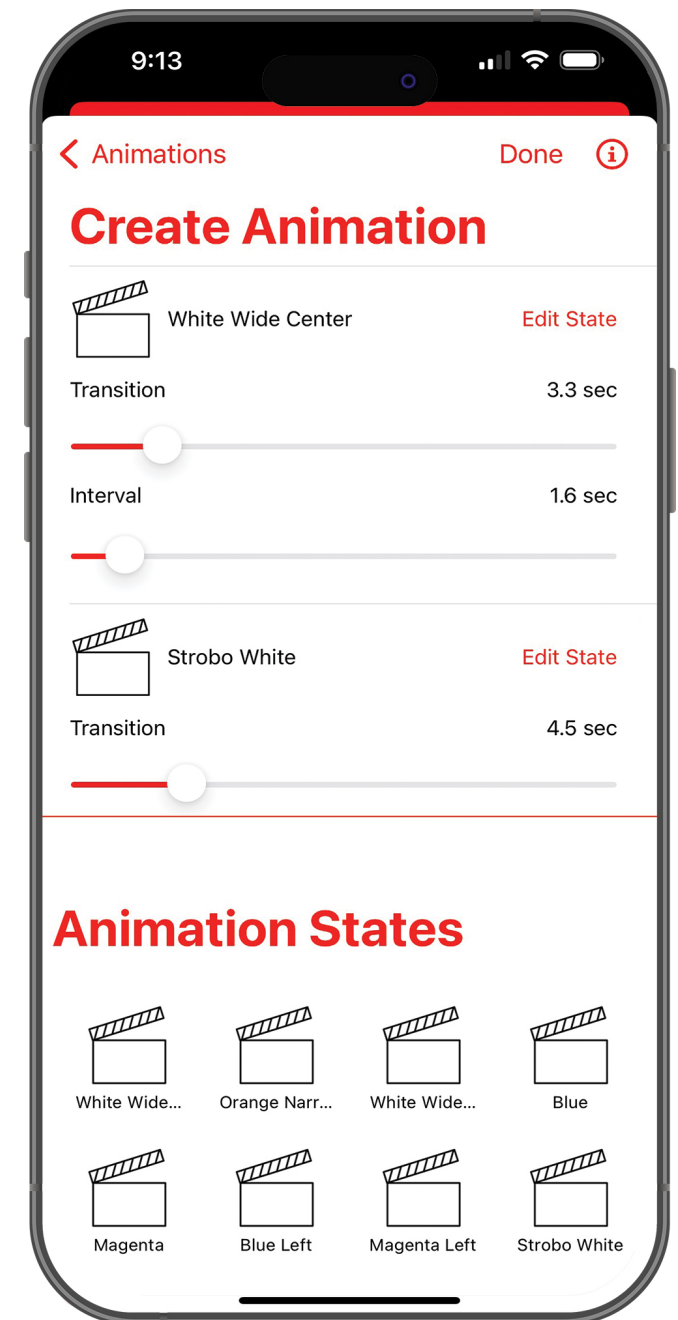 9:13
Animations Done
Create Animation
White Wide Center Edit State
Transition 3.3 sec
Interval 1.6 sec
Strobo White Edit State
Transition 4.5 sec
Animation States
White Wide... Orange Narr... White Wide... Blue
Magenta Blue Left Magenta Left Strobo White